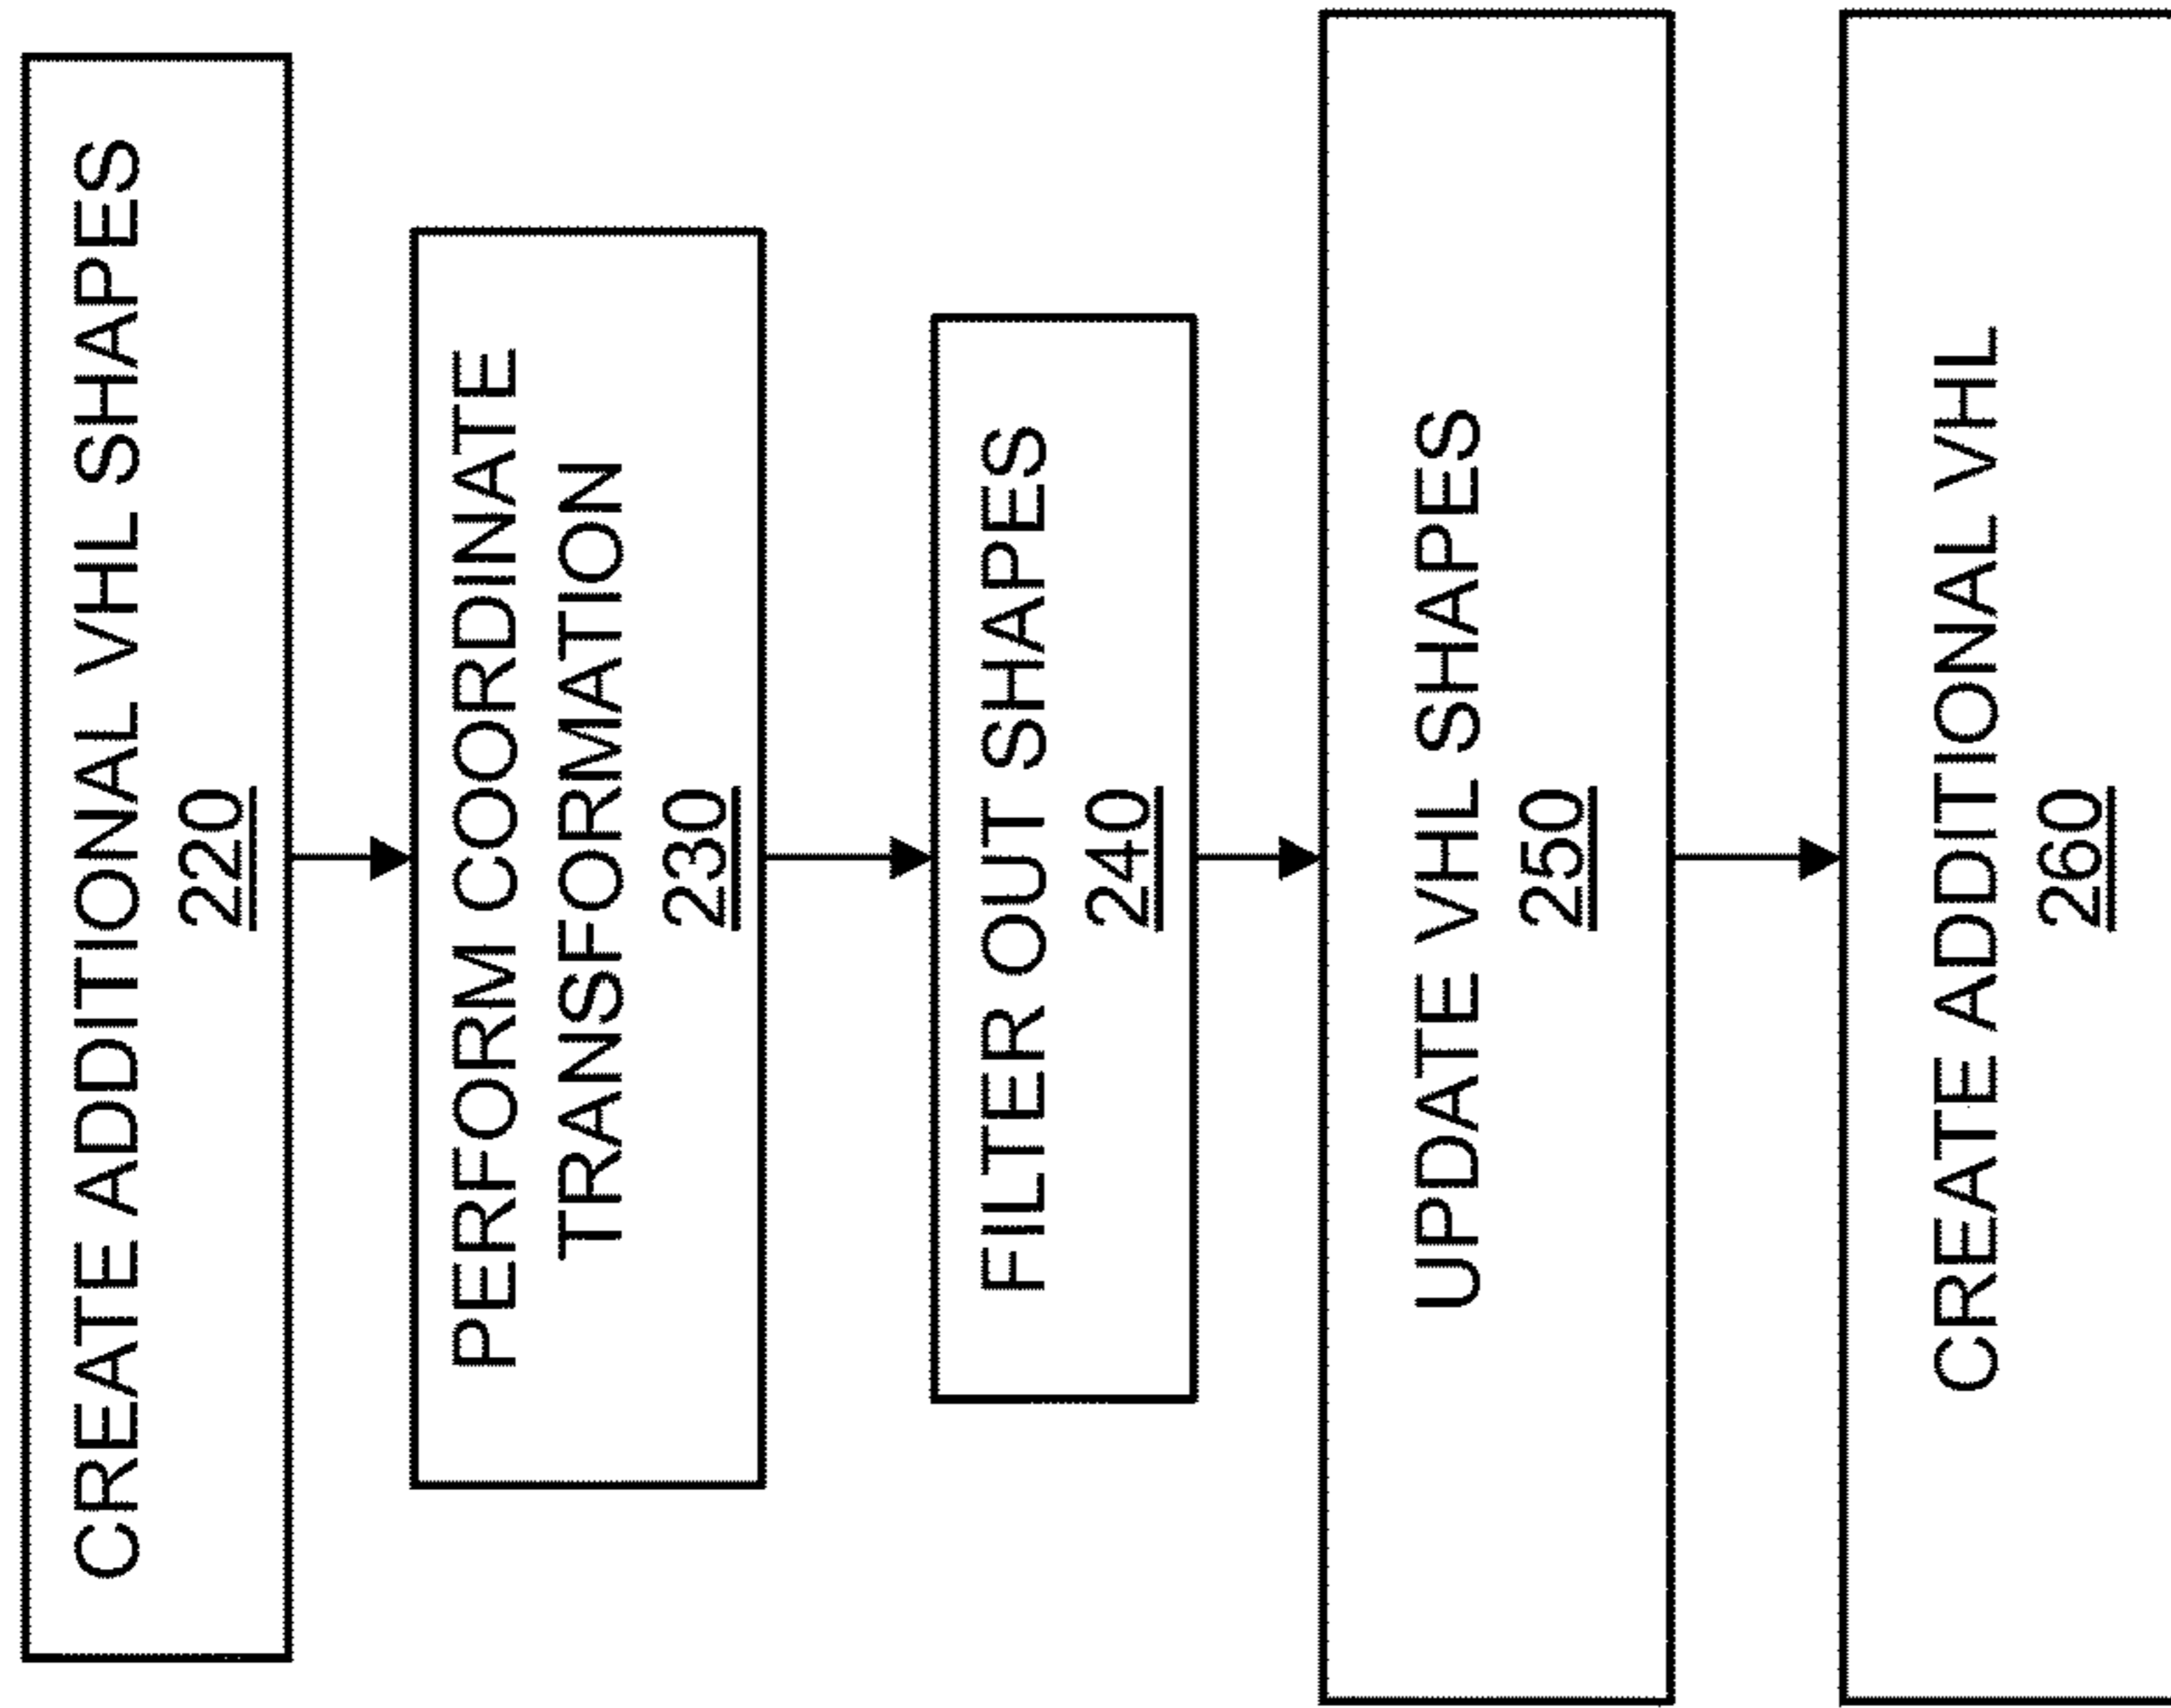 CREATE ADDITIONAL VHL SHAPES
220
PERFORM COORDINATE
TRANSFORMATION
230
FILTER OUT SHAPES
240
UPDATE VHL SHAPES
250
CREATE ADDITIONAL VHL
260